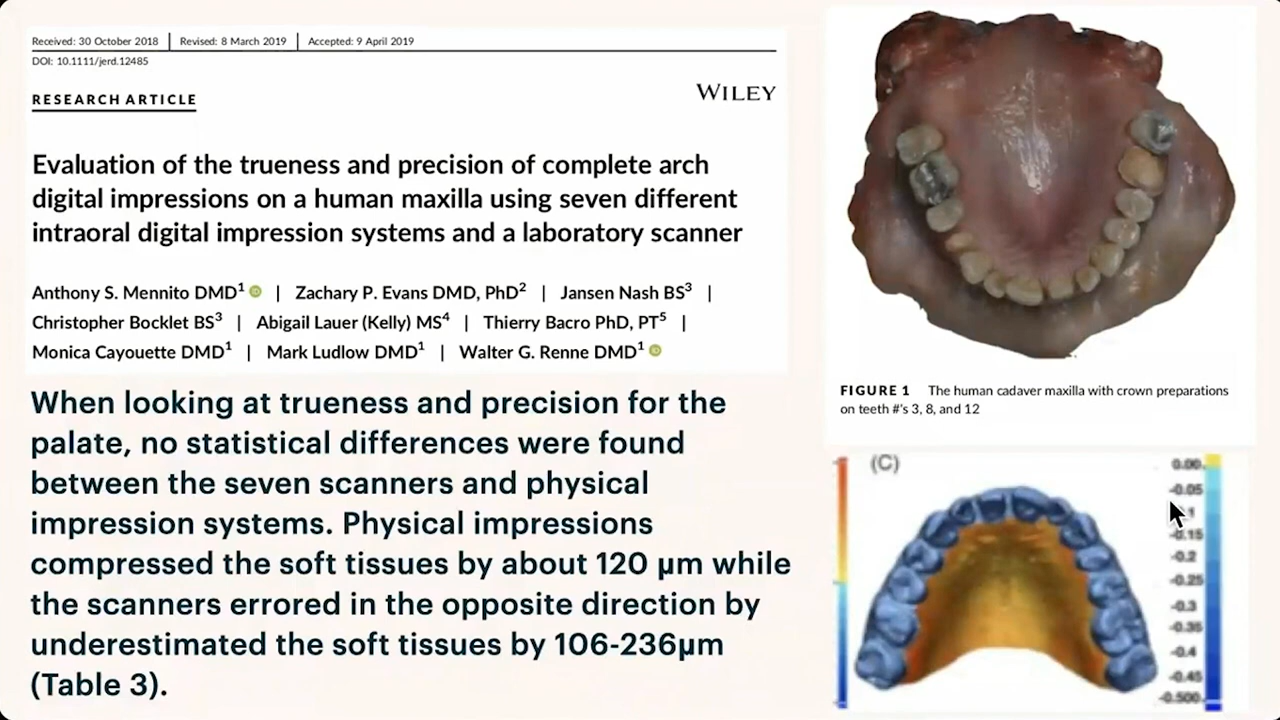 Received: 30 October 2018 | Revised: 8 March 2019 | Accepted: 9 April 2019
DOI: 10.1111/jerd.12485
RESEARCH ARTICLE
WILEY
Evaluation of the trueness and precision of complete arch
digital impressions on a human maxilla using seven different
intraoral digital impression systems and a laboratory scanner
Anthony S. Mennito DMD1 | Zachary P. Evans DMD, PhD2 | Jansen Nash BS3 |
Christopher Bocklet BS3 | Abigail Lauer (Kelly) MS4 | Thierry Bacro PhD, PT5 |
Monica Cayouette DMD1 | Mark Ludlow DMD1 | Walter G. Renne DMD1
When looking at trueness and precision for the
palate, no statistical differences were found
between the seven scanners and physical
impression systems. Physical impressions
compressed the soft tissues by about 120 µm while
the scanners errored in the opposite direction by
underestimated the soft tissues by 106-236µm
(Table 3).
FIGURE 1 The human cadaver maxilla with crown preparations
on teeth #'s 3, 8, and 12
(C)
0.00
-0.05
-0.15
-0.2
-0.25
-0.3
-0.35
-0.4
-0.45
-0.500